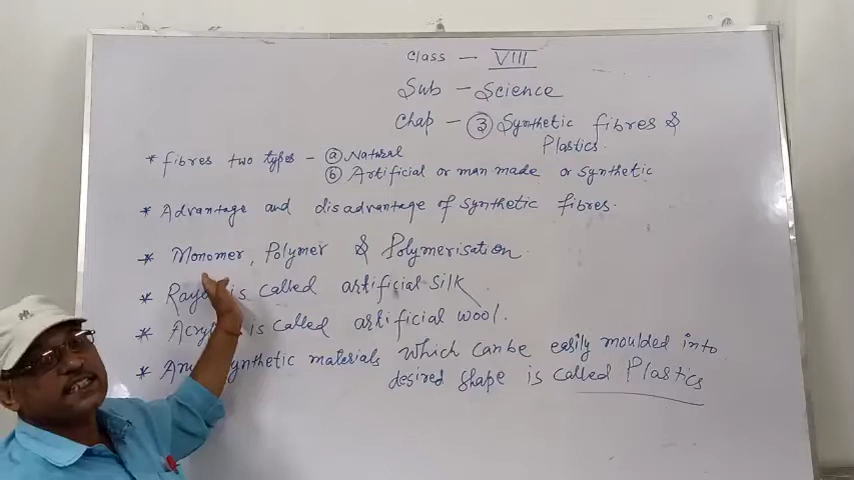 Class — VIII
Sub — Science
Chap — ③ Synthetic fibres &
Plastics.
* Fibres two types — ⓐ Natural
ⓑ Artificial or man made or synthetic
* Advantage and disadvantage of synthetic fibres.
* Monomer, Polymer & Polymerisation
* is called artificial silk
* is called artificial wool.
* synthetic materials which can be easily moulded into
desired shape is called Plastics